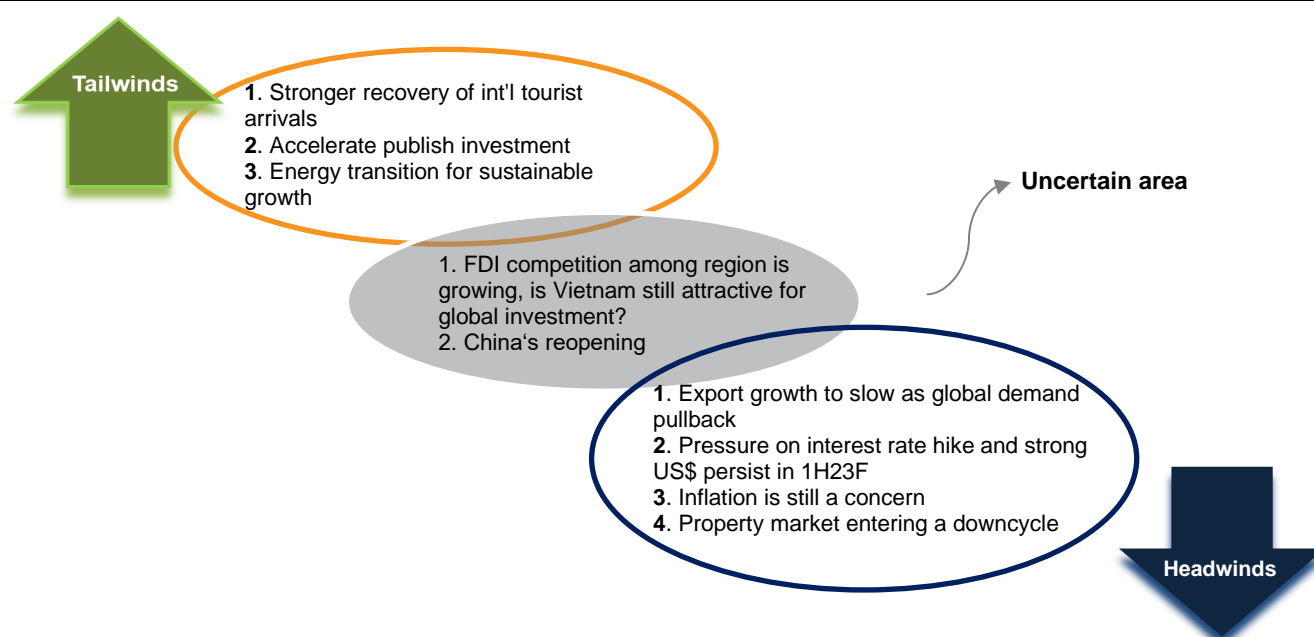 Tailwinds
1. Stronger recovery of int'l tourist
arrivals
2. Accelerate publish investment
3. Energy transition for sustainable
growth
Uncertain area
1. FDI competition among region is
growing, is Vietnam still attractive for
global investment?
2. China‘s reopening
1. Export growth to slow as global demand
pullback
2. Pressure on interest rate hike and strong
US$ persist in 1H23F
3. Inflation is still a concern
4. Property market entering a downcycle
Headwinds